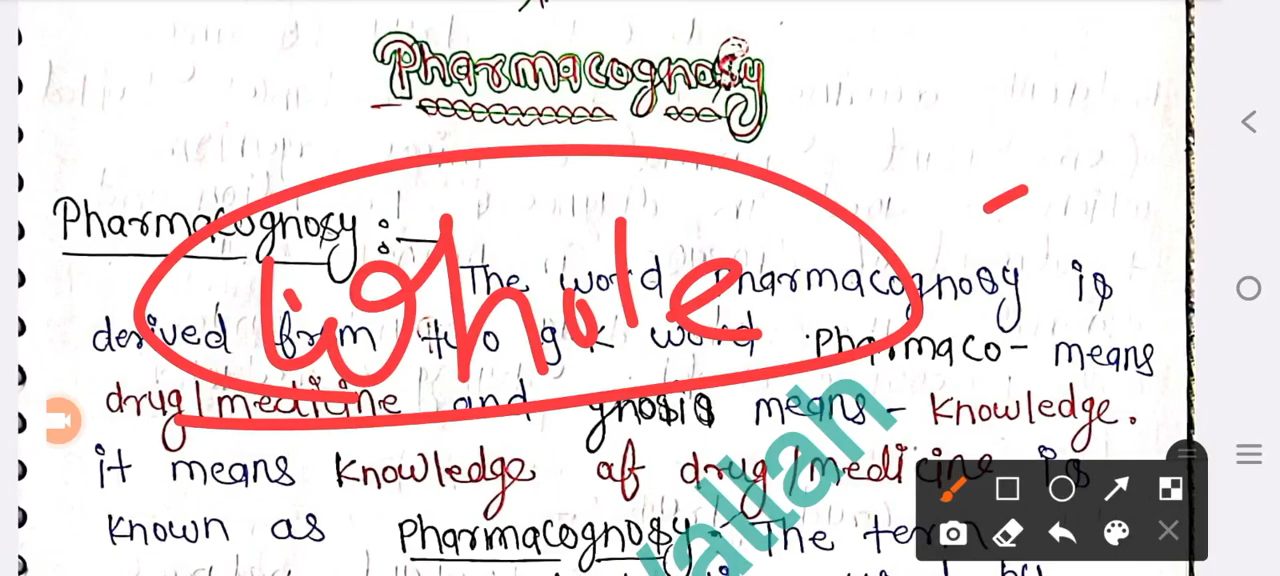 Pharmacognosy
Pharmacognosy :-
whole
The word Pharmacognosy is
derived from two gk word Pharmaco- means
drug/medicine and gnosis means - Knowledge.
it means Knowledge of drug/medicine is
Known as Pharmacognosy. The term